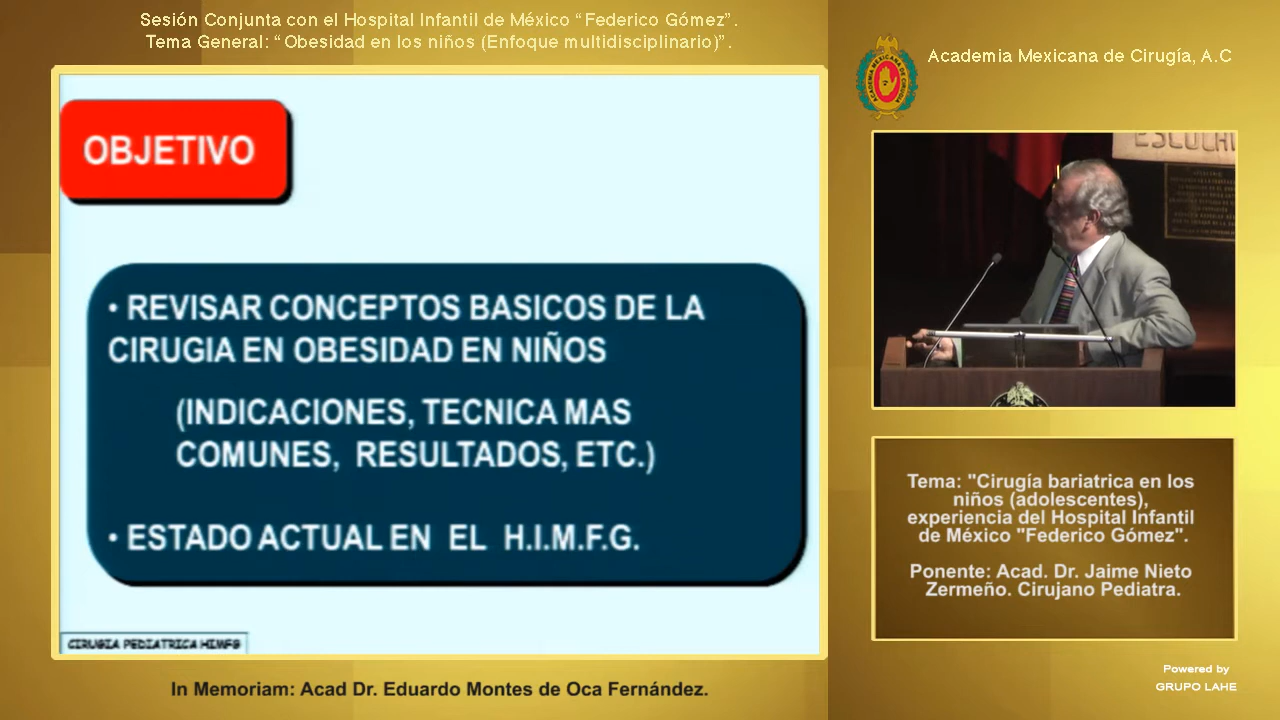 Sesión Conjunta con el Hospital Infantil de México “Federico Gómez”.
Tema General: “Obesidad en los niños (Enfoque multidisciplinario)”.
Academia Mexicana de Cirugía, A.C
ACADEMIA MEXICANA DE CIRUGIA
OBJETIVO
• REVISAR CONCEPTOS BASICOS DE LA
CIRUGIA EN OBESIDAD EN NIÑOS
(INDICACIONES, TECNICA MAS
COMUNES, RESULTADOS, ETC.)
• ESTADO ACTUAL EN EL H.I.M.F.G.
CIRUGIA PEDIATRICA HIMFG
Tema: "Cirugía bariatrica en los
niños (adolescentes),
experiencia del Hospital Infantil
de México "Federico Gómez".
Ponente: Acad. Dr. Jaime Nieto
Zermeño. Cirujano Pediatra.
In Memoriam: Acad Dr. Eduardo Montes de Oca Fernández.
Powered by
GRUPO LAHE